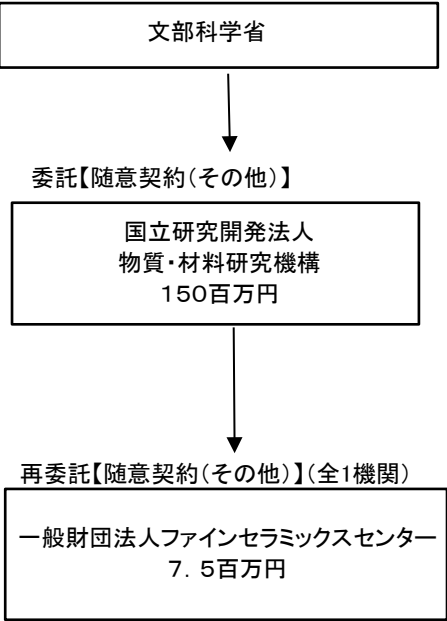 文部科学省
委託【随意契約（その他）】
国立研究開発法人
物質・材料研究機構
150百万円
再委託【随意契約（その他）】（全1機関）
一般財団法人ファインセラミックスセンター
7．5百万円